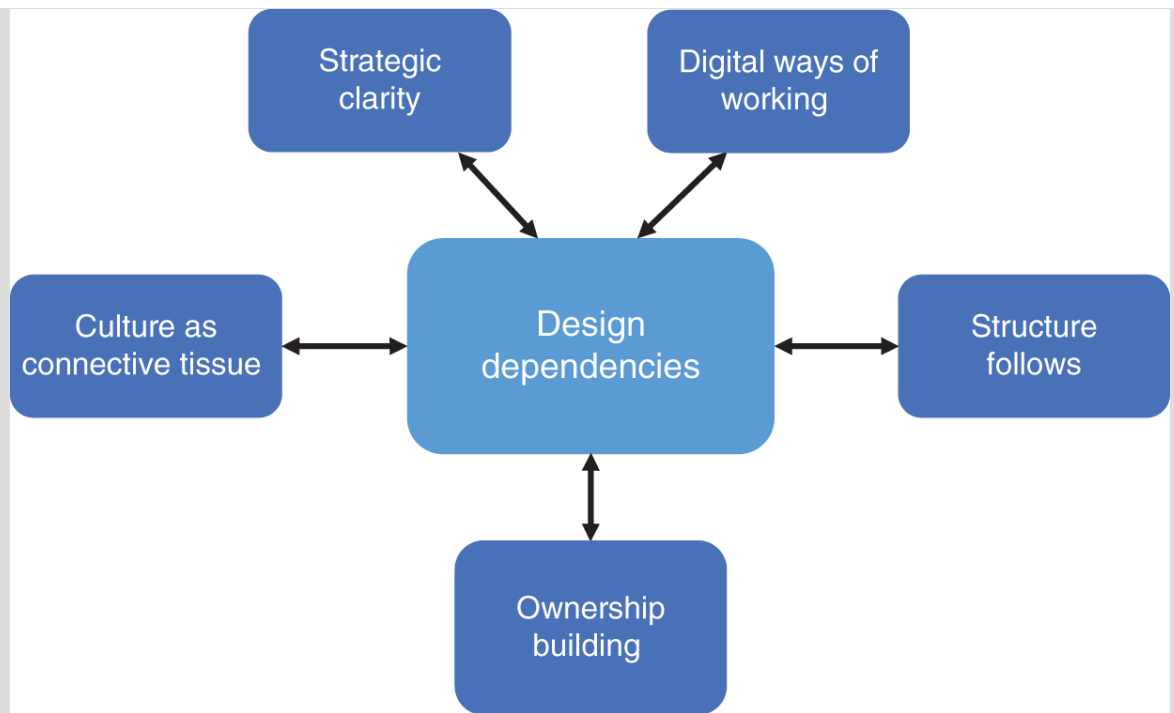 Strategic
clarity
Digital ways of
working
Culture as
connective tissue
Design
dependencies
Structure
follows
Ownership
building